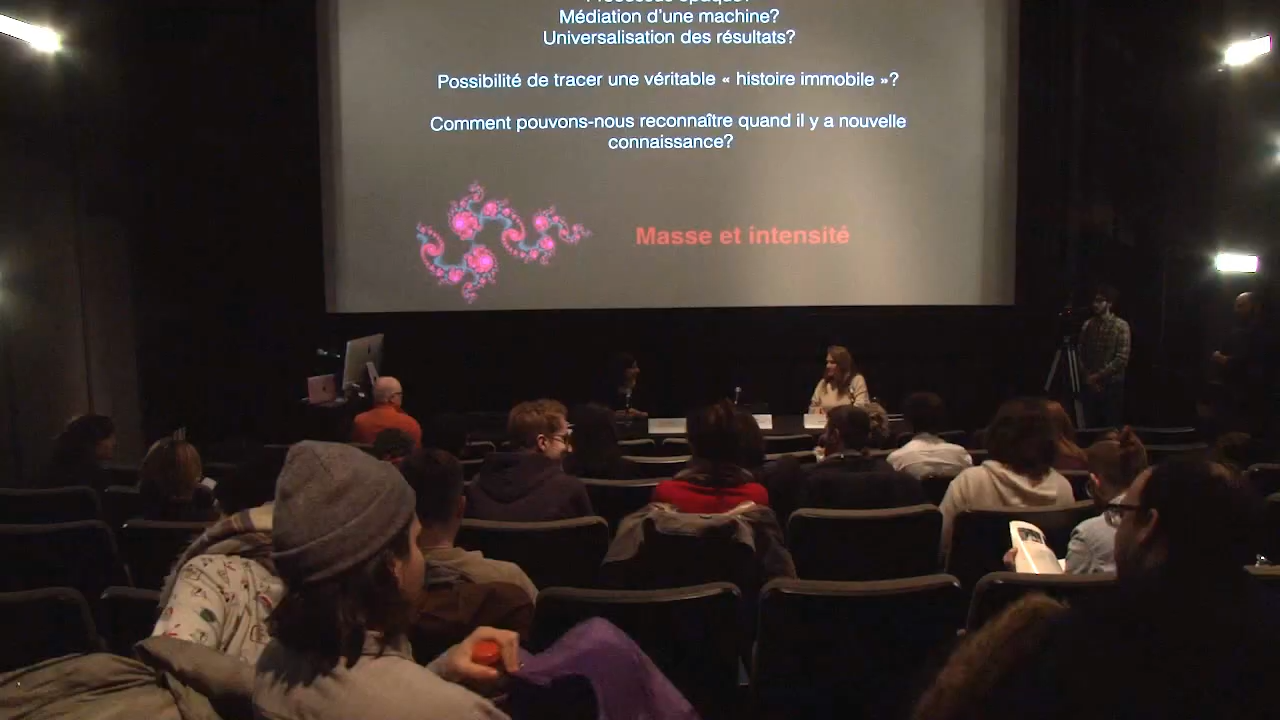 Médiation d'une machine?
Universalisation des résultats?
Possibilité de tracer une véritable « histoire immobile »?
Comment pouvons-nous reconnaître quand il y a nouvelle
connaissance?
Masse et intensité